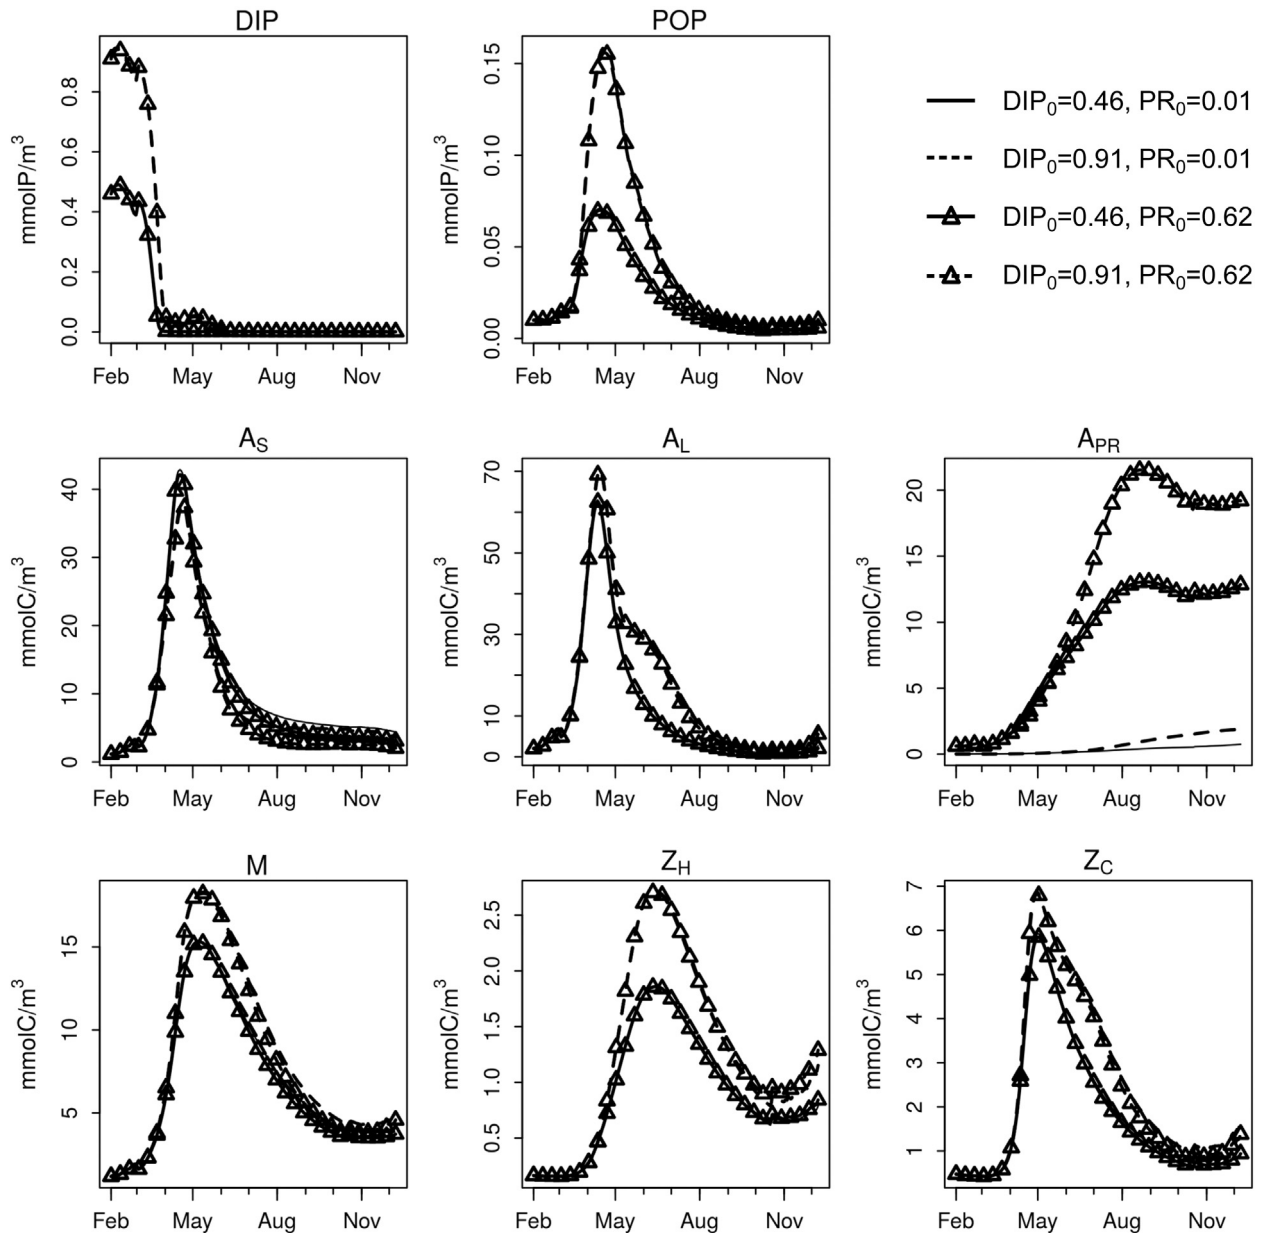 DIP
POP
mmolP/m³
0.0 0.2 0.4 0.6 0.8
Feb May Aug Nov
mmolP/m³
0.00 0.05 0.10 0.15
Feb May Aug Nov
DIP₀=0.46, PR₀=0.01
DIP₀=0.91, PR₀=0.01
DIP₀=0.46, PR₀=0.62
DIP₀=0.91, PR₀=0.62
A_S
A_L
A_PR
mmolC/m³
0 10 20 30 40
Feb May Aug Nov
mmolC/m³
0 10 30 50 70
Feb May Aug Nov
mmolC/m³
0 5 10 15 20
Feb May Aug Nov
M
Z_H
Z_C
mmolC/m³
5 10 15
Feb May Aug Nov
mmolC/m³
0.5 1.0 1.5 2.0 2.5
Feb May Aug Nov
mmolC/m³
1 2 3 4 5 6 7
Feb May Aug Nov